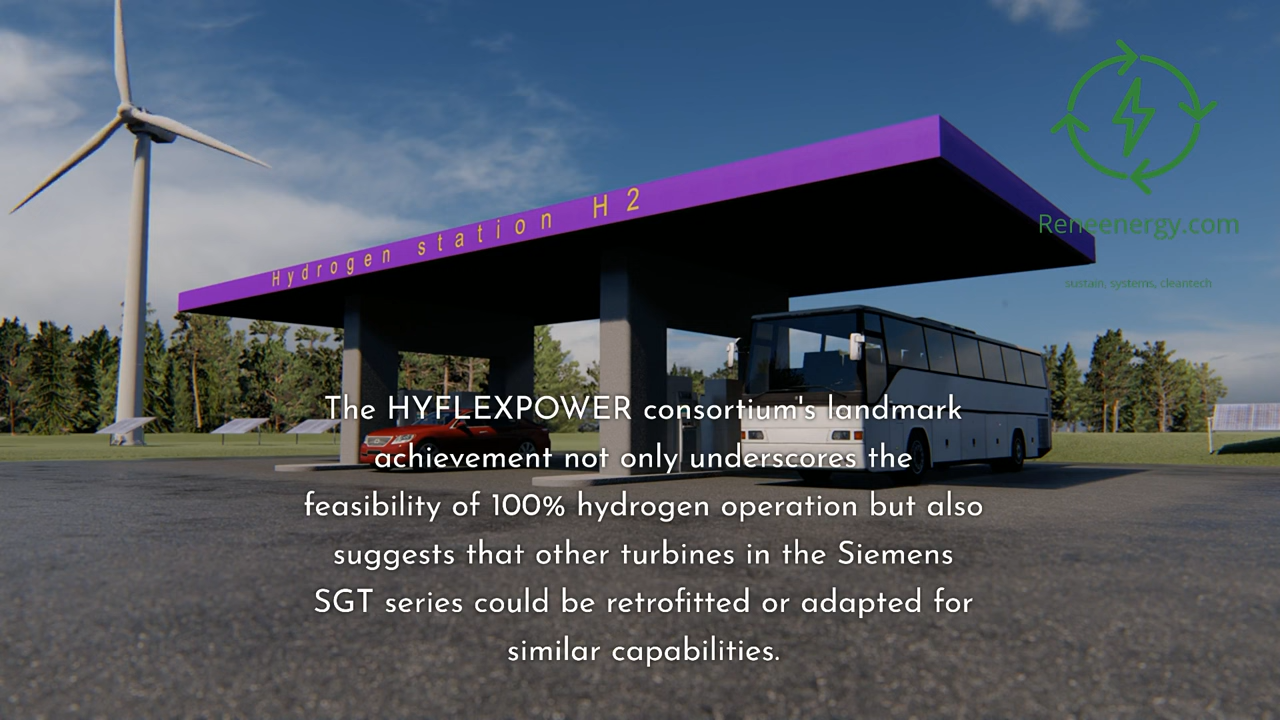 Hydrogen station H2
Reneenergy.com
sustain, systems, cleantech
The HYFLEXPOWER consortium's landmark
achievement not only underscores the
feasibility of 100% hydrogen operation but also
suggests that other turbines in the Siemens
SGT series could be retrofitted or adapted for
similar capabilities.